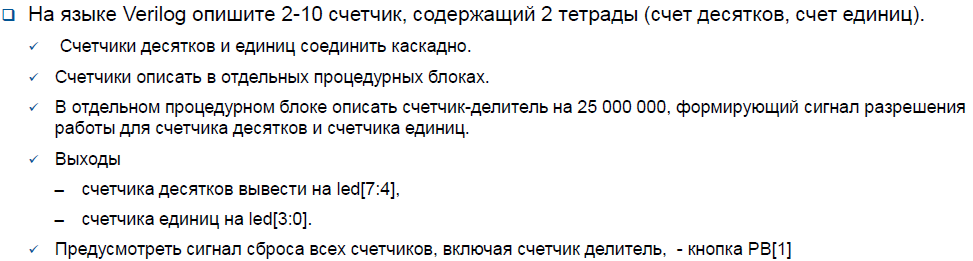 На языке Verilog опишите 2-10 счетчик, содержащий 2 тетрады (счет десятков, счет единиц).
Счетчики десятков и единиц соединить каскадно.
Счетчики описать в отдельных процедурных блоках.
В отдельном процедурном блоке описать счетчик-делитель на 25 000 000, формирующий сигнал разрешения
работы для счетчика десятков и счетчика единиц.
Выходы
– счетчика десятков вывести на led[7:4],
– счетчика единиц на led[3:0].
Предусмотреть сигнал сброса всех счетчиков, включая счетчик делитель, - кнопка PB[1]